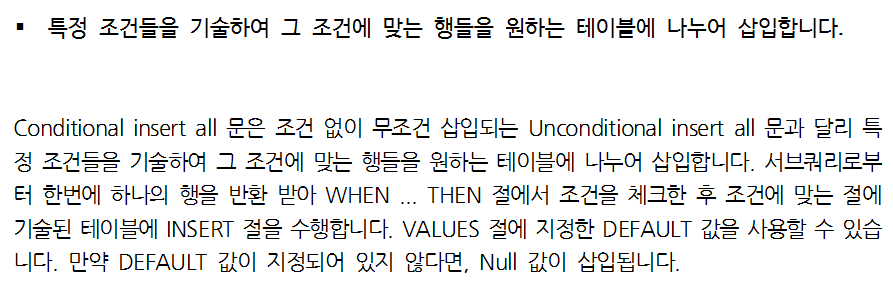 ▪ 특정 조건들을 기술하여 그 조건에 맞는 행들을 원하는 테이블에 나누어 삽입합니다.
Conditional insert all 문은 조건 없이 무조건 삽입되는 Unconditional insert all 문과 달리 특
정 조건들을 기술하여 그 조건에 맞는 행들을 원하는 테이블에 나누어 삽입합니다. 서브쿼리로부
터 한번에 하나의 행을 반환 받아 WHEN ... THEN 절에서 조건을 체크한 후 조건에 맞는 절에
기술된 테이블에 INSERT 절을 수행합니다. VALUES 절에 지정한 DEFAULT 값을 사용할 수 있습
니다. 만약 DEFAULT 값이 지정되어 있지 않다면, Null 값이 삽입됩니다.